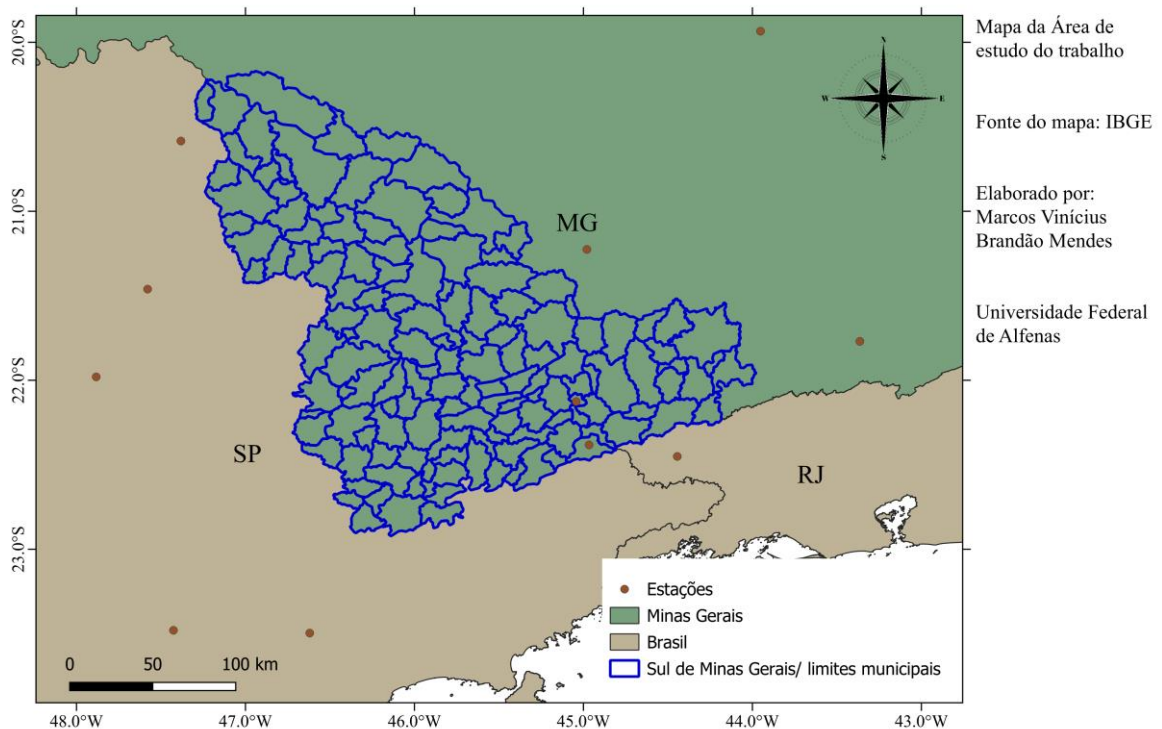 Mapa da Área de
estudo do trabalho
Fonte do mapa: IBGE
Elaborado por:
Marcos Vinícius
Brandão Mendes
Universidade Federal
de Alfenas
N
W
E
S
MG
SP
RJ
20.0°S
21.0°S
22.0°S
23.0°S
Estações
Minas Gerais
Brasil
Sul de Minas Gerais/ limites municipais
0 50 100 km
48.0°W 47.0°W 46.0°W 45.0°W 44.0°W 43.0°W